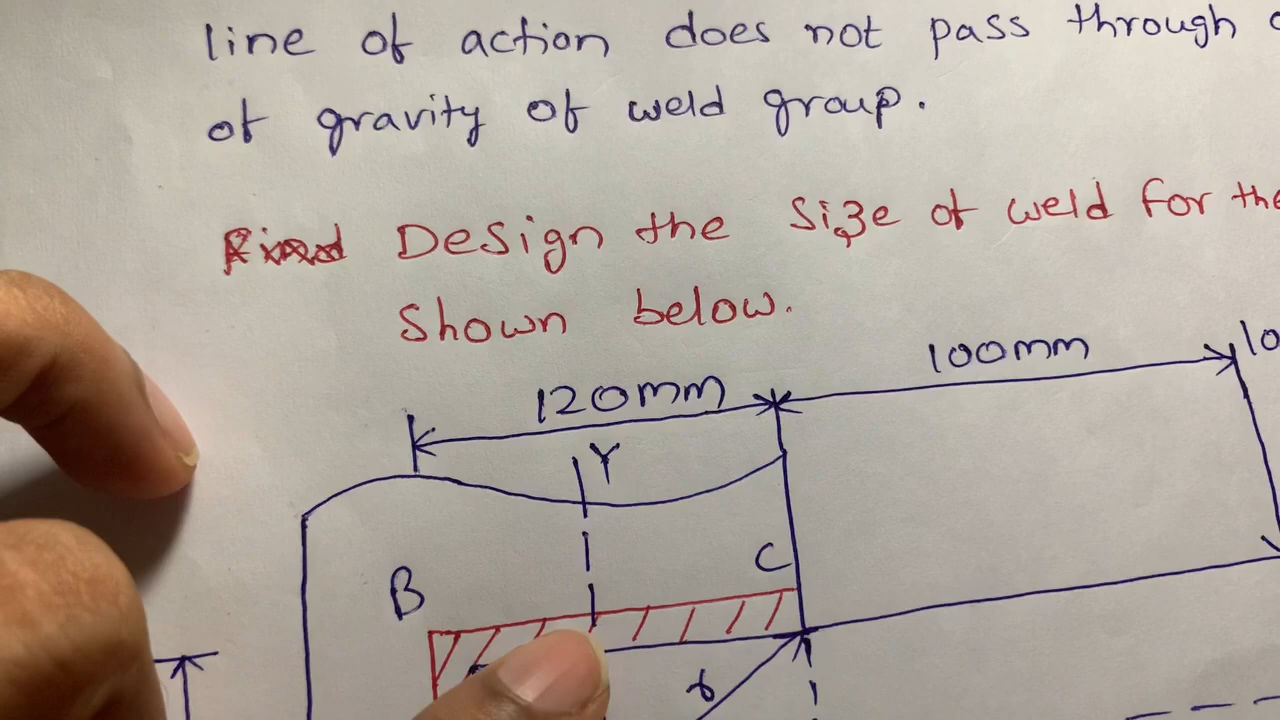 line of action does not pass through
of gravity of weld group.
Design the size of weld for the
shown below.
100mm
10
120mm
Y
C
B
r